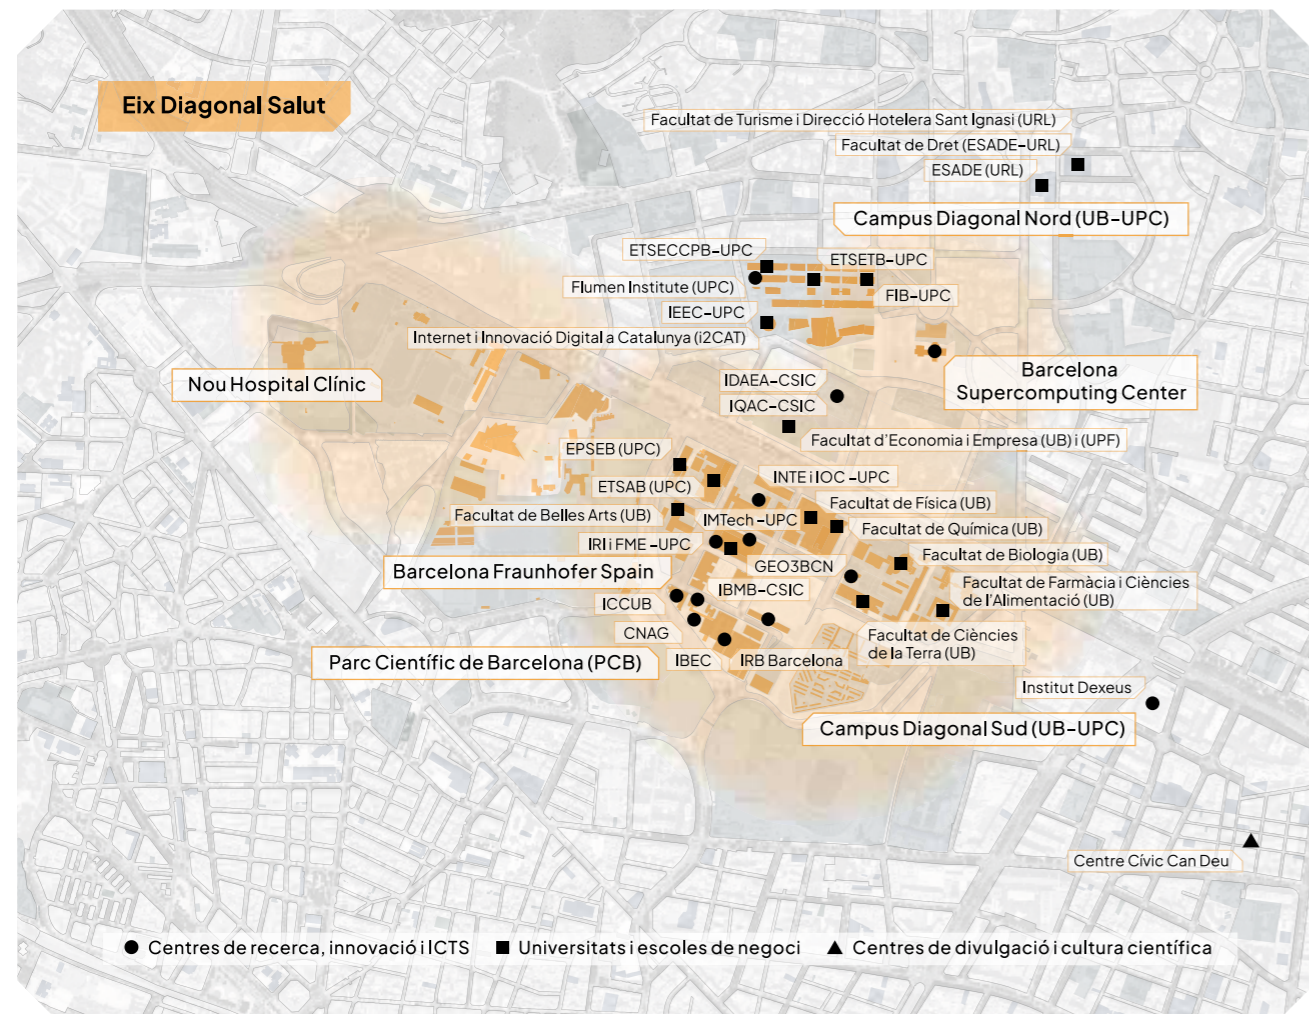 Eix Diagonal Salut
Facultat de Turisme i Direcció Hotelera Sant Ignasi (URL)
Facultat de Dret (ESADE-URL)
ESADE (URL)
Campus Diagonal Nord (UB-UPC)
ETSECCPB-UPC
ETSETB-UPC
Flumen Institute (UPC)
FIB-UPC
IEEC-UPC
Internet i Innovació Digital a Catalunya (i2CAT)
Nou Hospital Clínic
Barcelona
Supercomputing Center
IDAEA-CSIC
IQAC-CSIC
Facultat d'Economia i Empresa (UB) i (UPF)
EPSEB (UPC)
INTE i IOC -UPC
ETSAB (UPC)
Facultat de Física (UB)
Facultat de Belles Arts (UB)
IMTech -UPC
Facultat de Química (UB)
IRI i FME -UPC
Facultat de Biologia (UB)
Barcelona Fraunhofer Spain
GEO3BCN
IBMB-CSIC
Facultat de Farmàcia i Ciències
de l'Alimentació (UB)
ICCUB
CNAG
Facultat de Ciències
de la Terra (UB)
Parc Científic de Barcelona (PCB)
IBEC
IRB Barcelona
Institut Dexeus
Campus Diagonal Sud (UB-UPC)
Centre Cívic Can Deu
Centres de recerca, innovació i ICTS
Universitats i escoles de negoci
Centres de divulgació i cultura científica